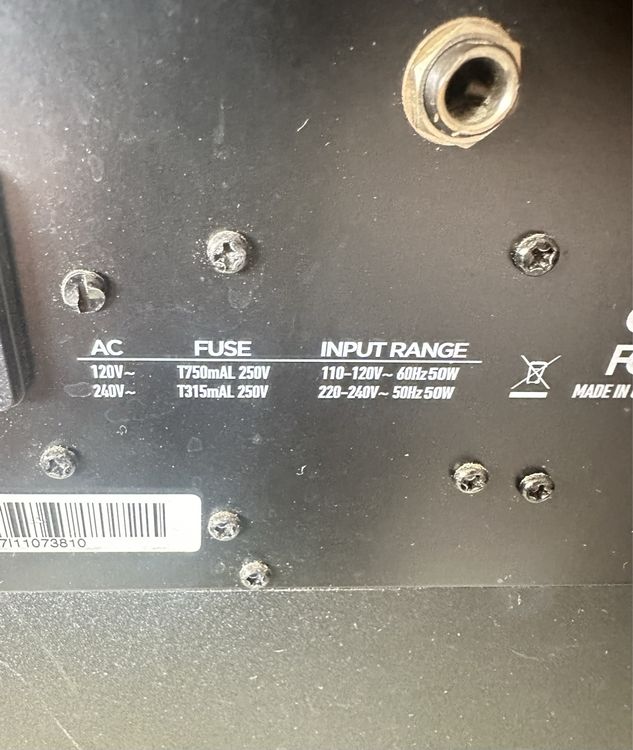 AC FUSE INPUT RANGE
120V~ T750mAL 250V 110-120V~ 60Hz 50W
240V~ T315mAL 250V 220-240V~ 50Hz 50W
MADE IN
7I11073810